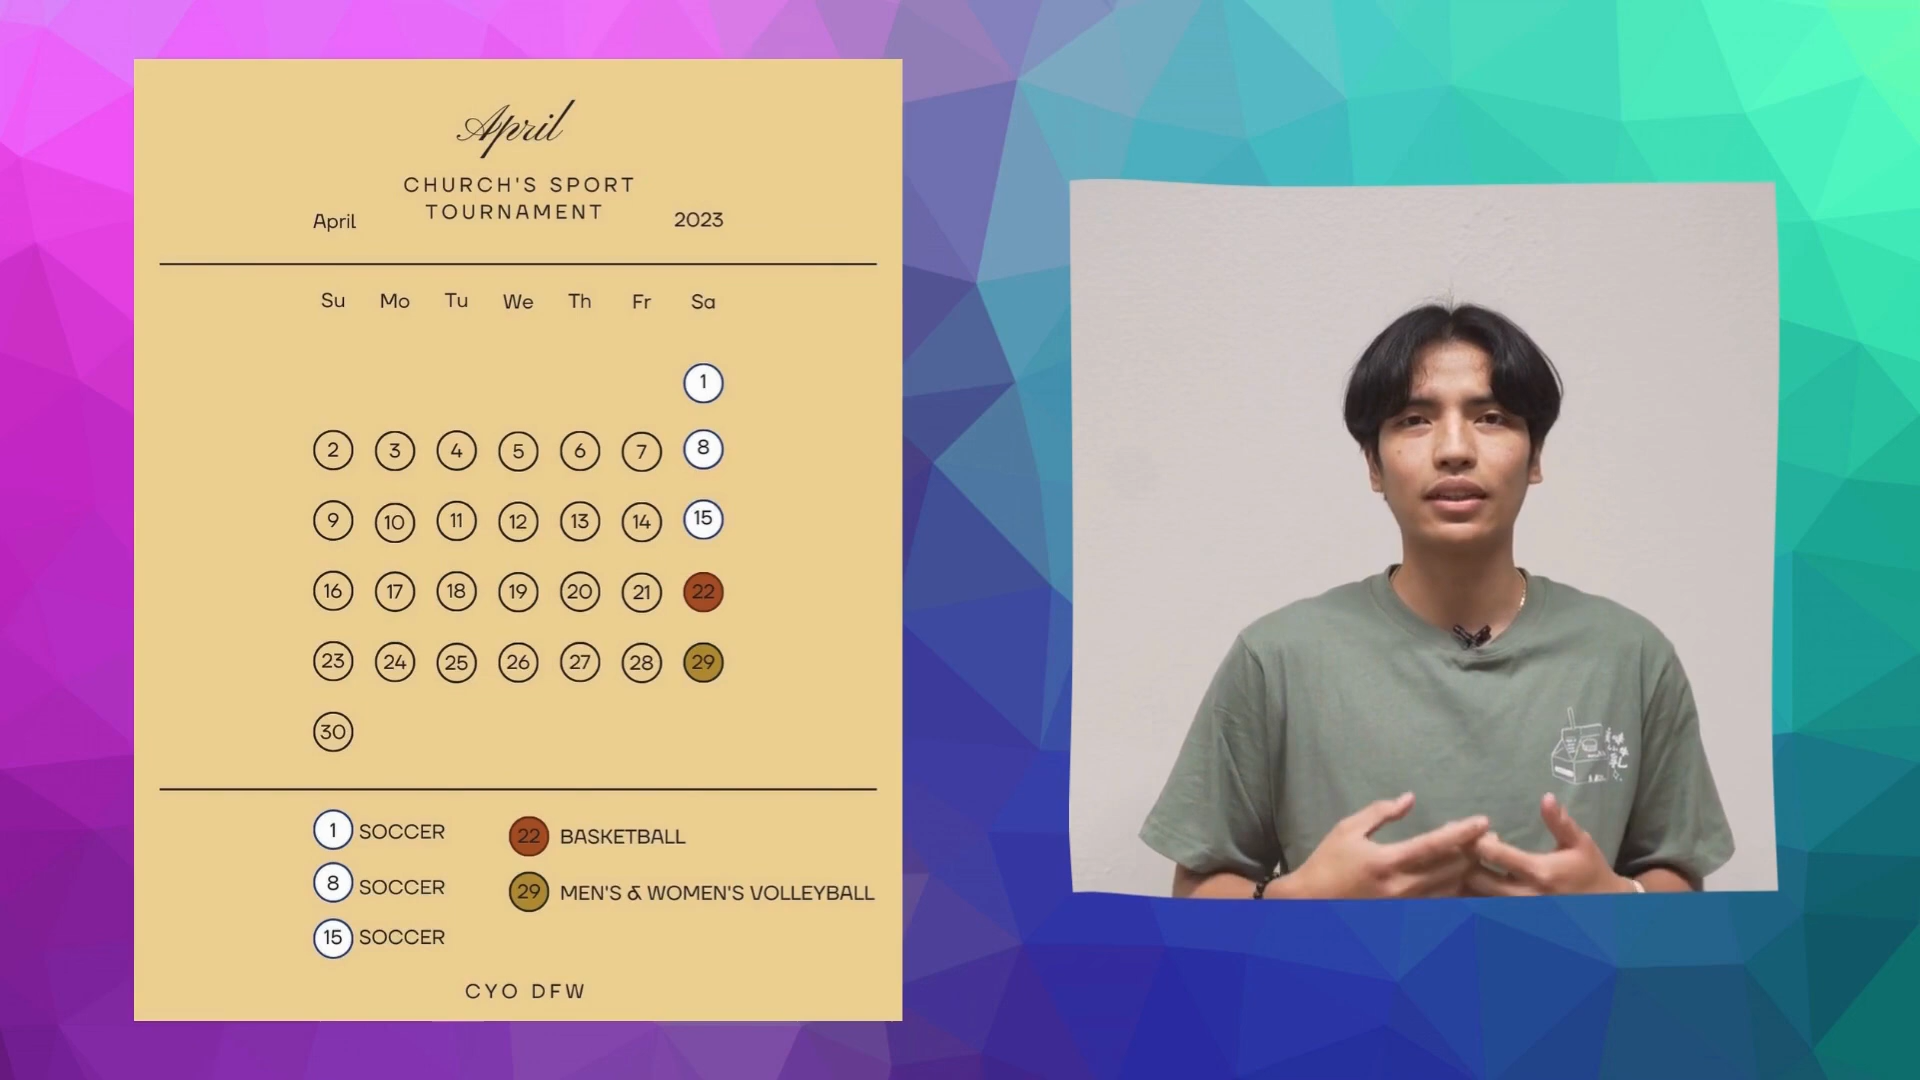 April
CHURCH'S SPORT
TOURNAMENT
April 2023
Su Mo Tu We Th Fr Sa
1
2 3 4 5 6 7 8
9 10 11 12 13 14 15
16 17 18 19 20 21 22
23 24 25 26 27 28 29
30
1 SOCCER
8 SOCCER
15 SOCCER
22 BASKETBALL
29 MEN'S & WOMEN'S VOLLEYBALL
CYO DFW